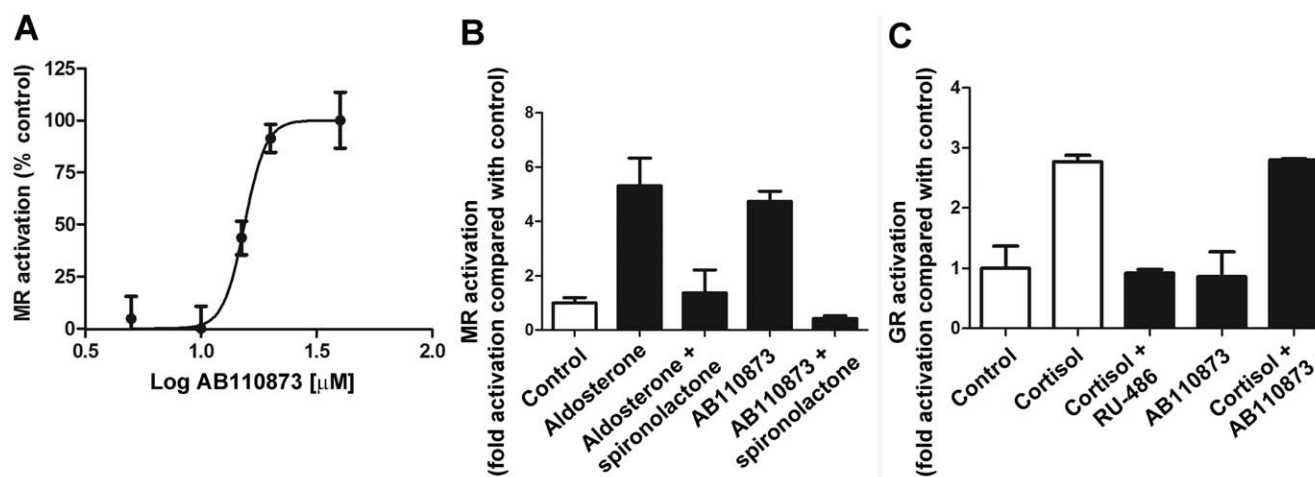 A
MR activation (% control)
125
100
75
50
25
0
0.5 1.0 1.5 2.0
Log AB110873 [μM]
B
MR activation
(fold activation compared with control)
8
6
4
2
0
Control
Aldosterone
Aldosterone +
spironolactone
AB110873
AB110873 +
spironolactone
C
GR activation
(fold activation compared with control)
4
3
2
1
0
Control
Cortisol
Cortisol +
RU-486
AB110873
Cortisol +
AB110873